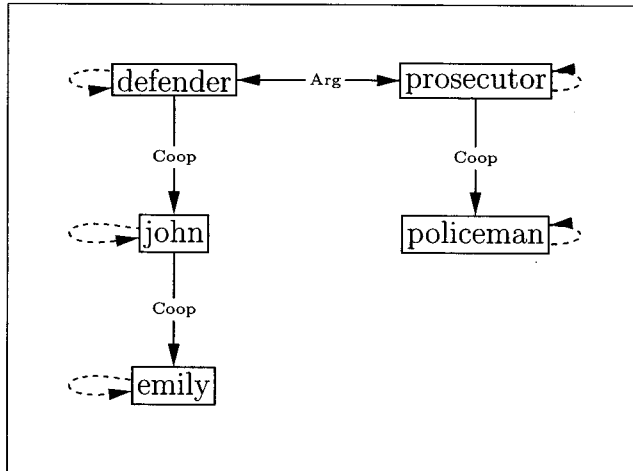 defender Arg prosecutor
Coop Coop
john policeman
Coop
emily